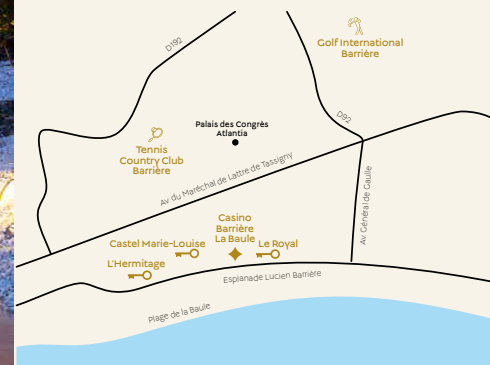 D192
Golf International
Barrière
D92
Palais des Congrès
Atlantia
Tennis
Country Club
Barrière
Av du Maréchal de Lattre de Tassigny
Av. Général de Gaulle
Casino
Barrière
La Baule
Castel Marie-Louise
Le Royal
L'Hermitage
Esplanade Lucien Barrière
Plage de la Baule